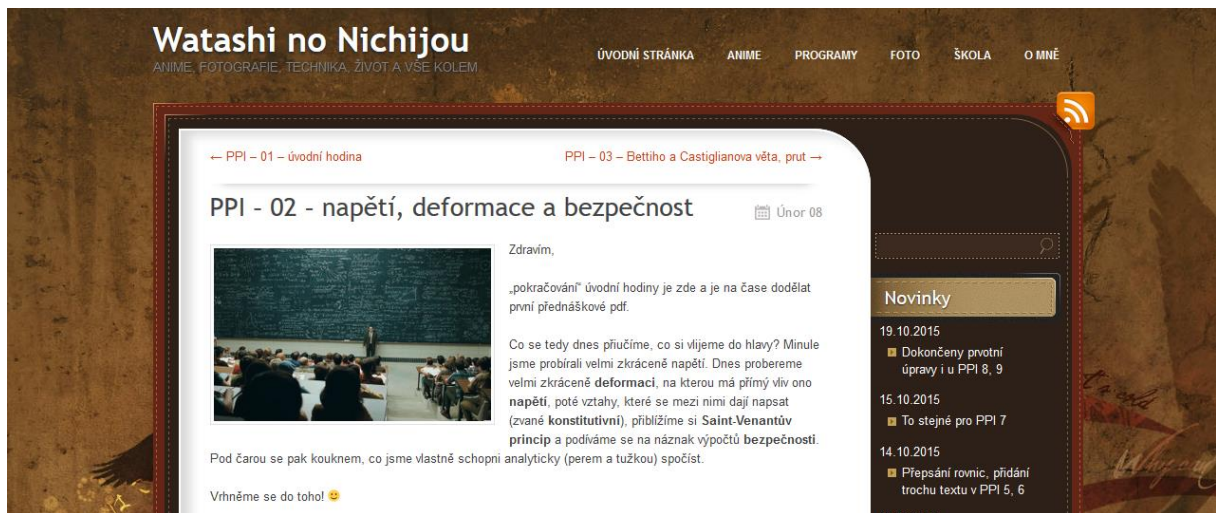 Watashi no Nichijou
ANIME, FOTOGRAFIE, TECHNIKA, ŽIVOT A VŠE KOLEM
ÚVODNÍ STRÁNKA ANIME PROGRAMY FOTO ŠKOLA O MNĚ
← PPI – 01 – úvodní hodina
PPI – 03 – Bettiho a Castiglianova věta, prut →
PPI - 02 - napětí, deformace a bezpečnost
Únor 08
Zdravím,
„pokračování“ úvodní hodiny je zde a je na čase dodělat
první přednáškové pdf.
Co se tedy dnes přiučíme, co si vlijeme do hlavy? Minule
jsme probírali velmi zkráceně napětí. Dnes probereme
velmi zkráceně deformaci, na kterou má přímý vliv ono
napětí, poté vztahy, které se mezi nimi dají napsat
(zvané konstitutivní), přiblížíme si Saint-Venantův
princip a podíváme se na náznak výpočtů bezpečnosti.
Pod čarou se pak kouknem, co jsme vlastně schopni analyticky (perem a tužkou) spočíst.
Vrhněme se do toho! 🙂
Novinky
19.10.2015
Dokončeny prvotní
úpravy i u PPI 8, 9
15.10.2015
To stejné pro PPI 7
14.10.2015
Přepsání rovnic, přidání
trochu textu v PPI 5, 6